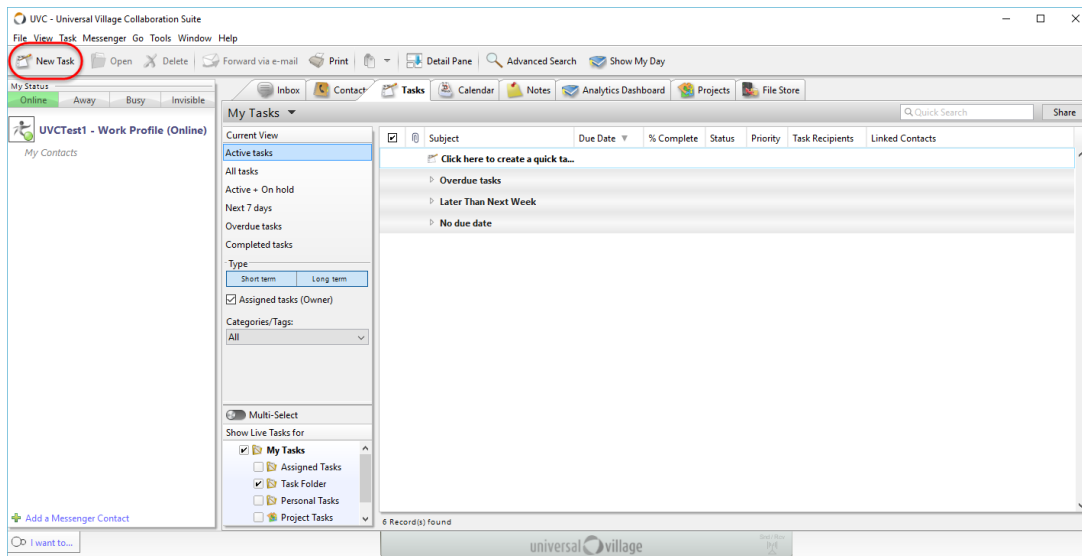 UVC - Universal Village Collaboration Suite
File View Task Messenger Go Tools Window Help
New Task Open Delete Forward via e-mail Print Detail Pane Advanced Search Show My Day
My Status
Online Away Busy Invisible
UVCTest1 - Work Profile (Online)
My Contacts
Add a Messenger Contact
I want to...
Inbox Contact Tasks Calendar Notes Analytics Dashboard Projects File Store
My Tasks Quick Search Share
Current View
Active tasks
All tasks
Active + On hold
Next 7 days
Overdue tasks
Completed tasks
Type
Short term Long term
Assigned tasks (Owner)
Categories/Tags:
All
Multi-Select
Show Live Tasks for
My Tasks
Assigned Tasks
Task Folder
Personal Tasks
Project Tasks
Subject Due Date % Complete Status Priority Task Recipients Linked Contacts
Click here to create a quick ta...
Overdue tasks
Later Than Next Week
No due date
6 Record(s) found
universal village